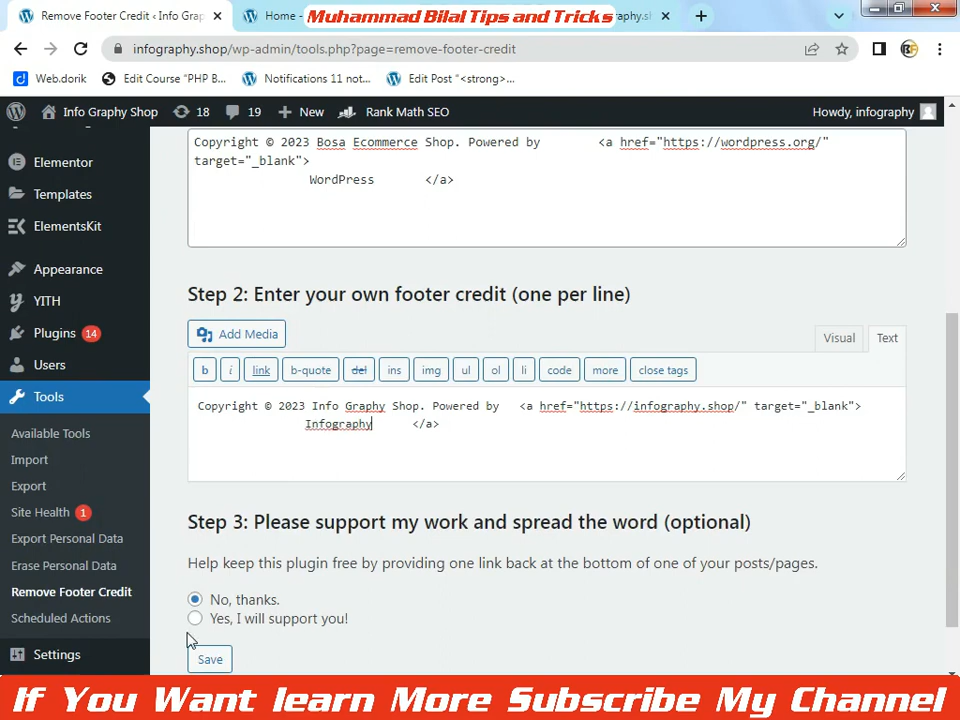 Remove Footer Credit ‹ Info Grap
Home -
Muhammad Bilal Tips and Tricks
graphy.shop
infography.shop/wp-admin/tools.php?page=remove-footer-credit
Web.dorik
Edit Course “PHP B...
Notifications 11 not...
Edit Post “<strong>...
Info Graphy Shop
18
19
New
Rank Math SEO
Howdy, infography
Elementor
Templates
ElementsKit
Appearance
YITH
Plugins 14
Users
Tools
Available Tools
Import
Export
Site Health 1
Export Personal Data
Erase Personal Data
Remove Footer Credit
Scheduled Actions
Settings
Copyright © 2023 Bosa Ecommerce Shop. Powered by <a href="https://wordpress.org/"
target="_blank">
WordPress </a>
Step 2: Enter your own footer credit (one per line)
Add Media
Visual Text
b i link b-quote del ins img ul ol li code more close tags
Copyright © 2023 Info Graphy Shop. Powered by <a href="https://infography.shop/" target="_blank">
Infography </a>
Step 3: Please support my work and spread the word (optional)
Help keep this plugin free by providing one link back at the bottom of one of your posts/pages.
No, thanks.
Yes, I will support you!
Save
If You Want learn More Subscribe My Channel